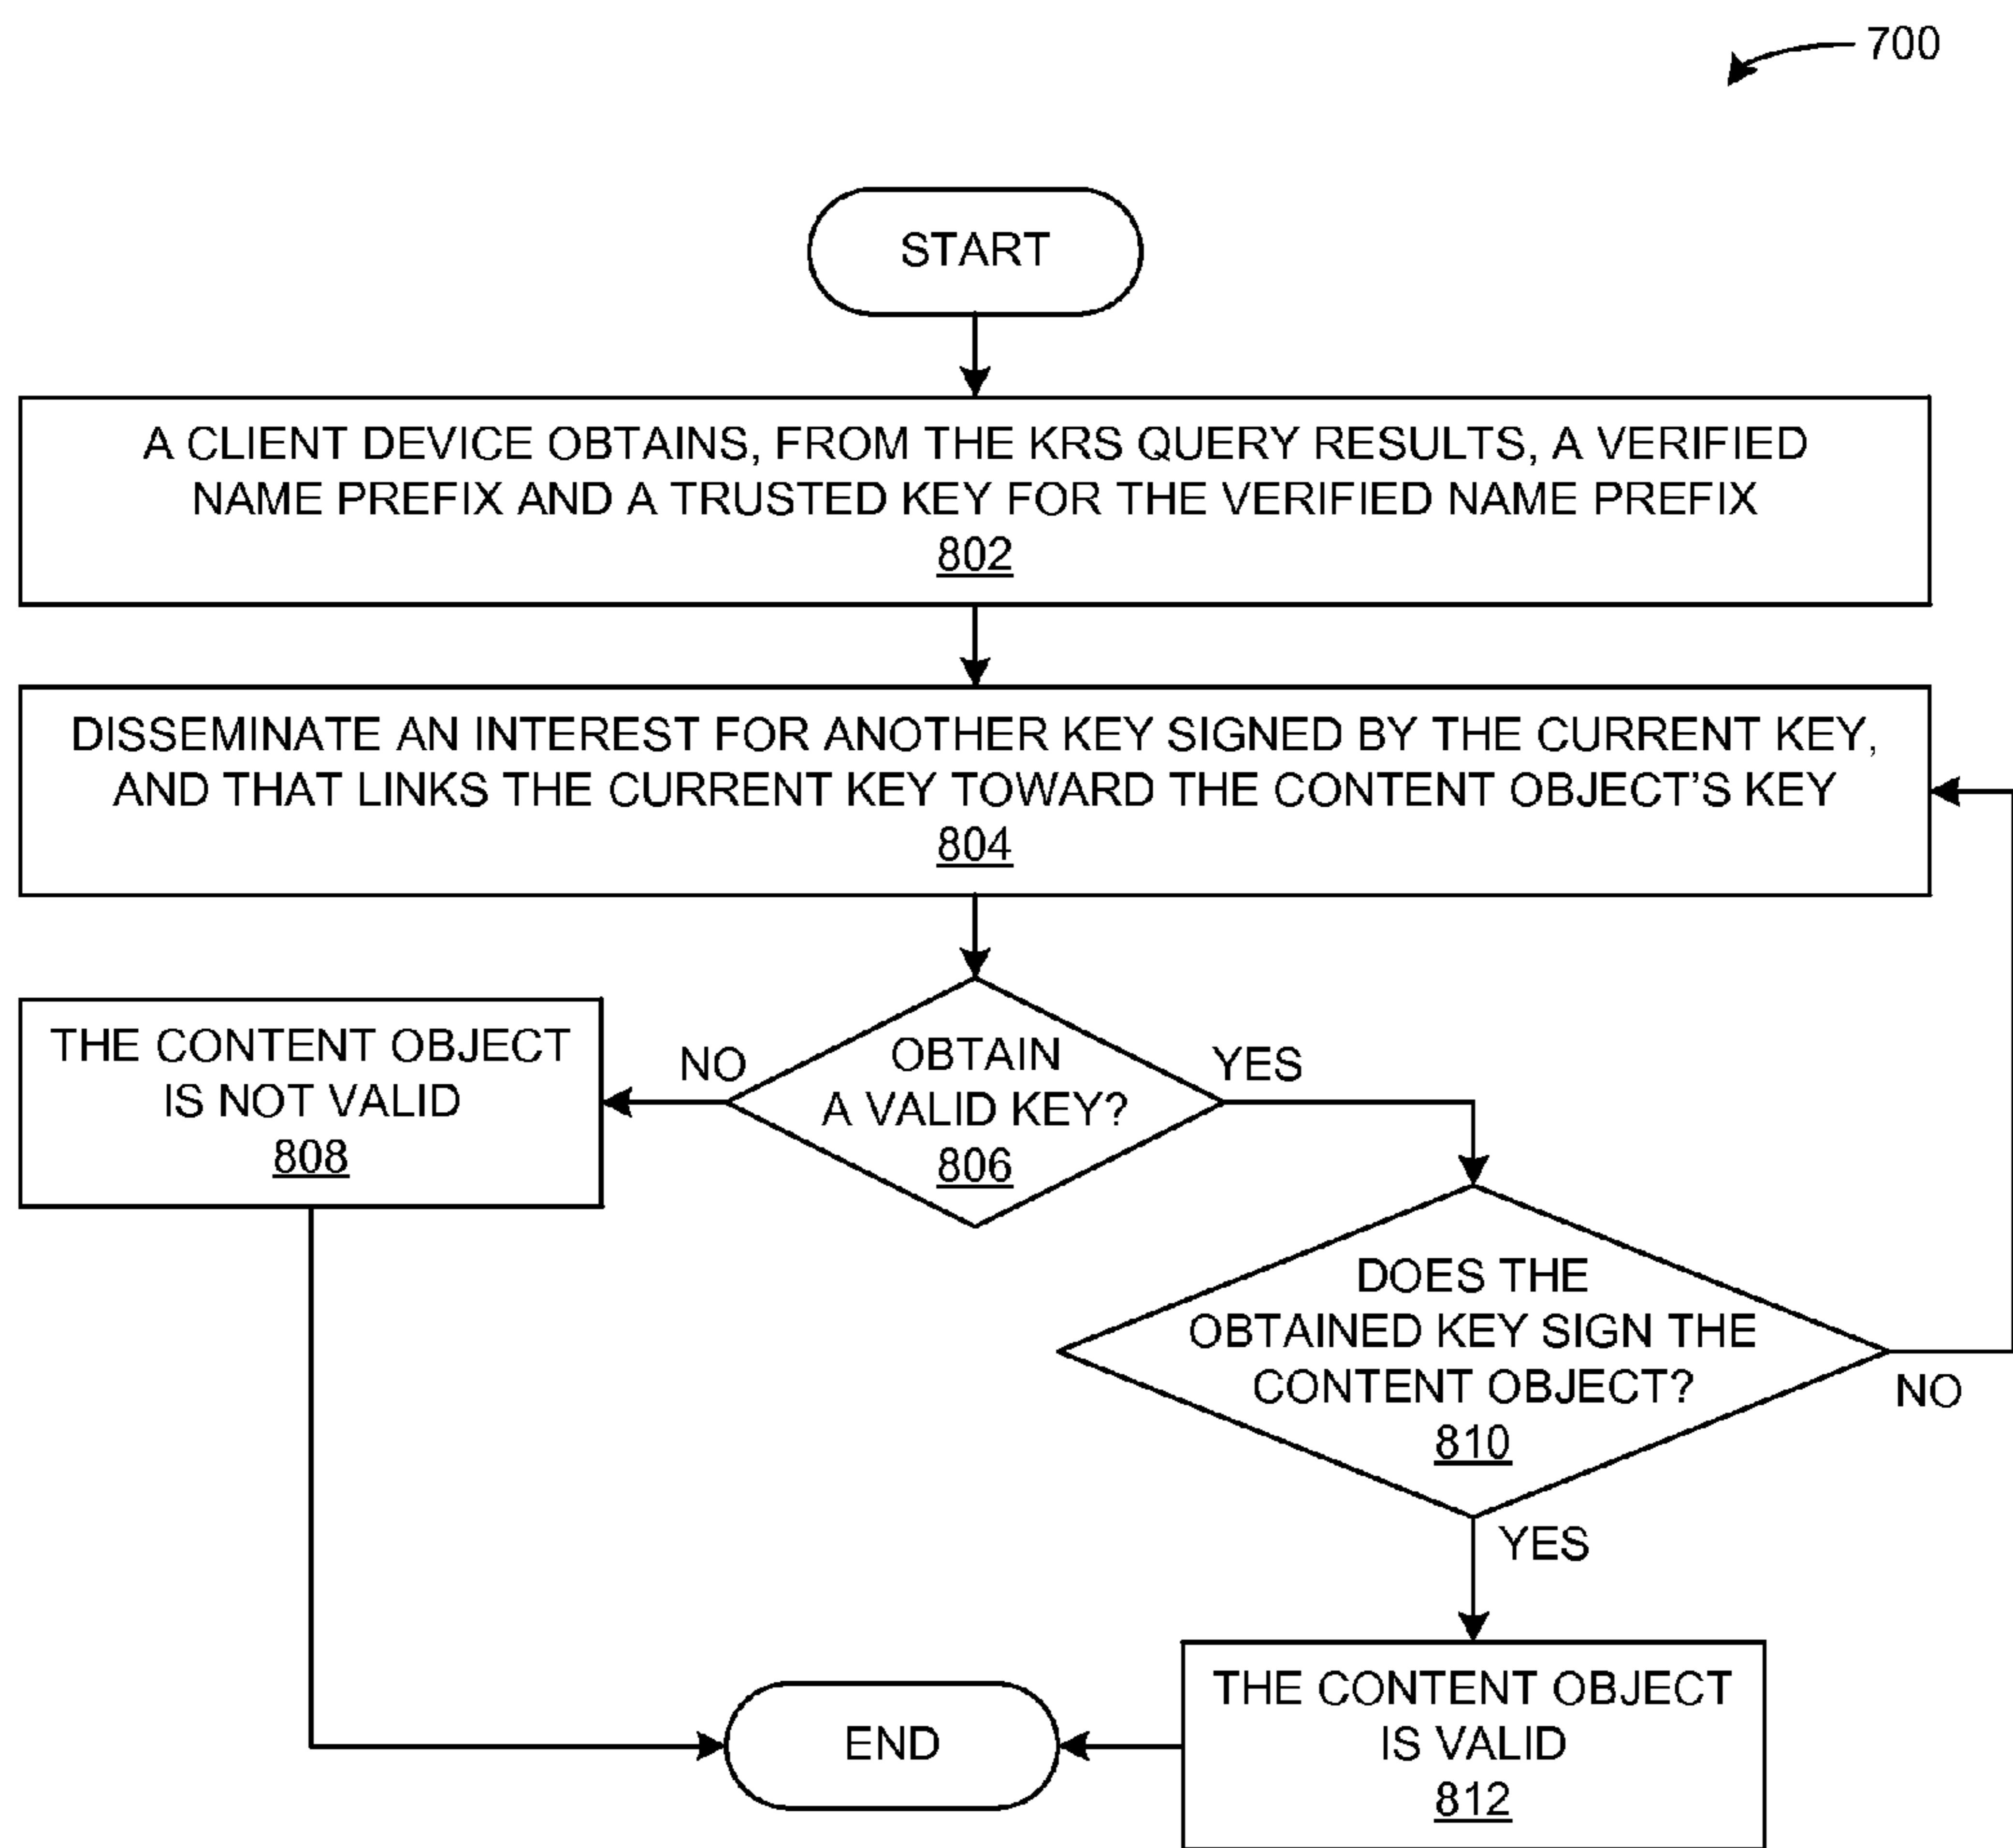 700
START
A CLIENT DEVICE OBTAINS, FROM THE KRS QUERY RESULTS, A VERIFIED
NAME PREFIX AND A TRUSTED KEY FOR THE VERIFIED NAME PREFIX
802
DISSEMINATE AN INTEREST FOR ANOTHER KEY SIGNED BY THE CURRENT KEY,
AND THAT LINKS THE CURRENT KEY TOWARD THE CONTENT OBJECT'S KEY
804
THE CONTENT OBJECT
IS NOT VALID
808
NO
OBTAIN
A VALID KEY?
806
YES
DOES THE
OBTAINED KEY SIGN THE
CONTENT OBJECT?
810
NO
YES
END
THE CONTENT OBJECT
IS VALID
812